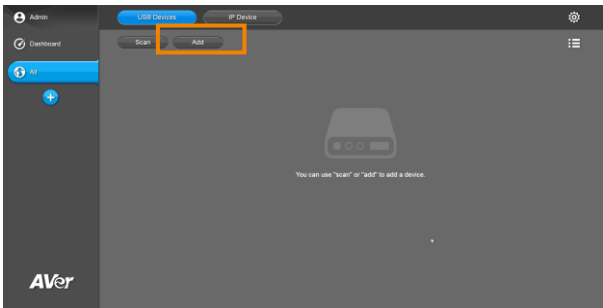 Admin
USB Devices
IP Device
Dashboard
Scan
Add
All
You can use "scan" or "add" to add a device.
AVer